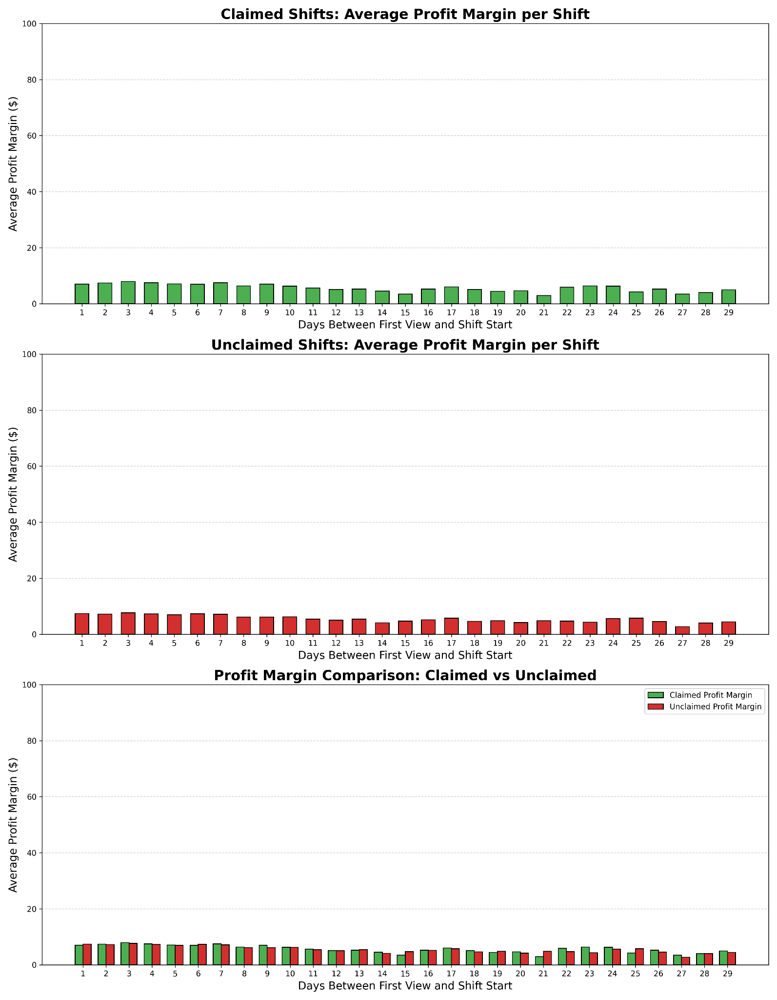 Claimed Shifts: Average Profit Margin per Shift
100
80
60
40
20
0
Average Profit Margin ($)
1 2 3 4 5 6 7 8 9 10 11 12 13 14 15 16 17 18 19 20 21 22 23 24 25 26 27 28 29
Days Between First View and Shift Start
Unclaimed Shifts: Average Profit Margin per Shift
100
80
60
40
20
0
Average Profit Margin ($)
1 2 3 4 5 6 7 8 9 10 11 12 13 14 15 16 17 18 19 20 21 22 23 24 25 26 27 28 29
Days Between First View and Shift Start
Profit Margin Comparison: Claimed vs Unclaimed
Claimed Profit Margin
Unclaimed Profit Margin
100
80
60
40
20
0
Average Profit Margin ($)
1 2 3 4 5 6 7 8 9 10 11 12 13 14 15 16 17 18 19 20 21 22 23 24 25 26 27 28 29
Days Between First View and Shift Start